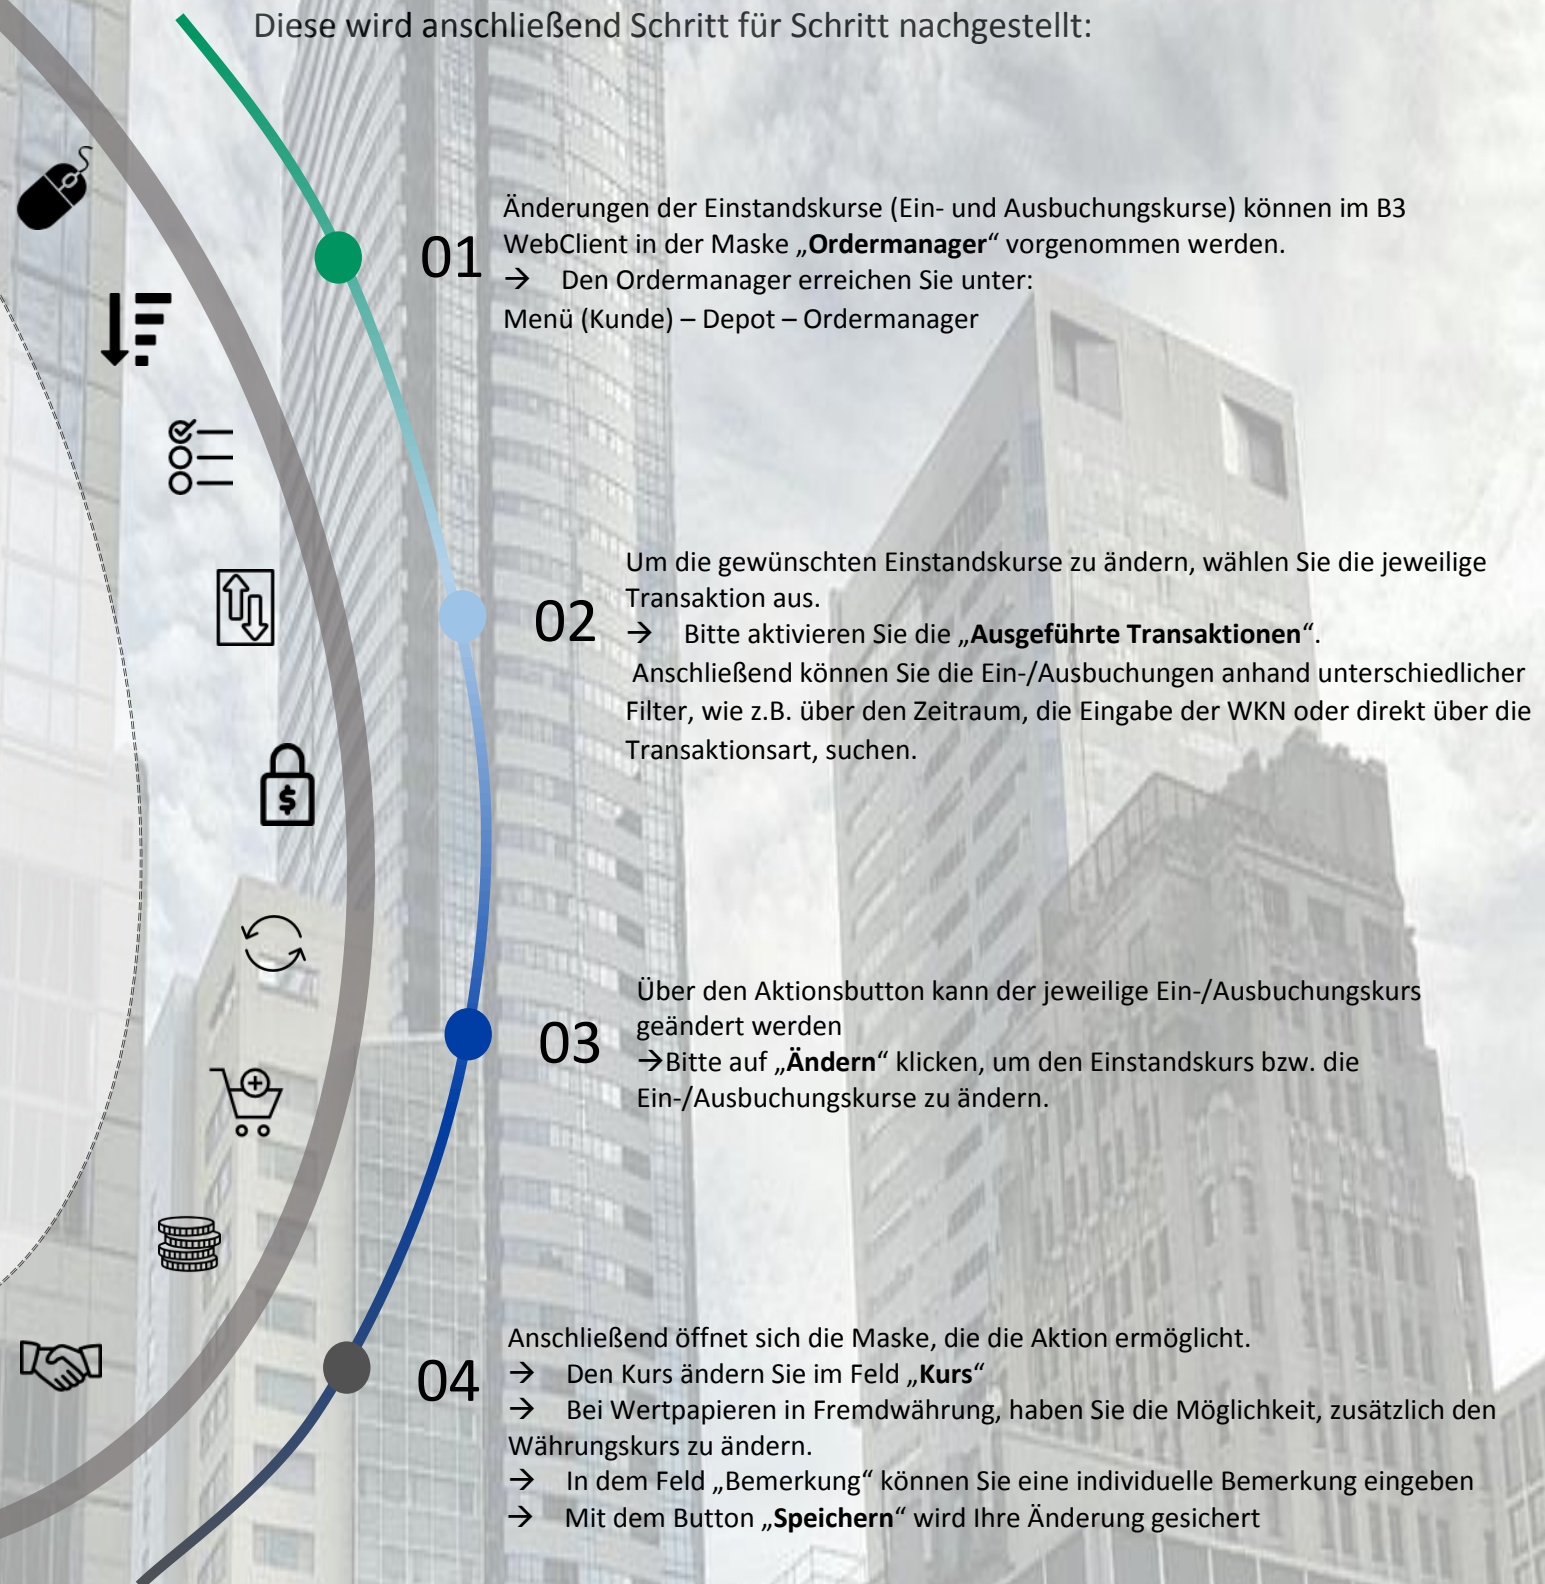 Diese wird anschließend Schritt für Schritt nachgestellt:
01
Änderungen der Einstandskurse (Ein- und Ausbuchungskurse) können im B3
WebClient in der Maske „Ordermanager“ vorgenommen werden.
→ Den Ordermanager erreichen Sie unter:
Menü (Kunde) – Depot – Ordermanager
02
Um die gewünschten Einstandskurse zu ändern, wählen Sie die jeweilige
Transaktion aus.
→ Bitte aktivieren Sie die „Ausgeführte Transaktionen“.
Anschließend können Sie die Ein-/Ausbuchungen anhand unterschiedlicher
Filter, wie z.B. über den Zeitraum, die Eingabe der WKN oder direkt über die
Transaktionsart, suchen.
$
03
Über den Aktionsbutton kann der jeweilige Ein-/Ausbuchungskurs
geändert werden
→Bitte auf „Ändern“ klicken, um den Einstandskurs bzw. die
Ein-/Ausbuchungskurse zu ändern.
04
Anschließend öffnet sich die Maske, die die Aktion ermöglicht.
→ Den Kurs ändern Sie im Feld „Kurs“
→ Bei Wertpapieren in Fremdwährung, haben Sie die Möglichkeit, zusätzlich den
Währungskurs zu ändern.
→ In dem Feld „Bemerkung“ können Sie eine individuelle Bemerkung eingeben
→ Mit dem Button „Speichern“ wird Ihre Änderung gesichert